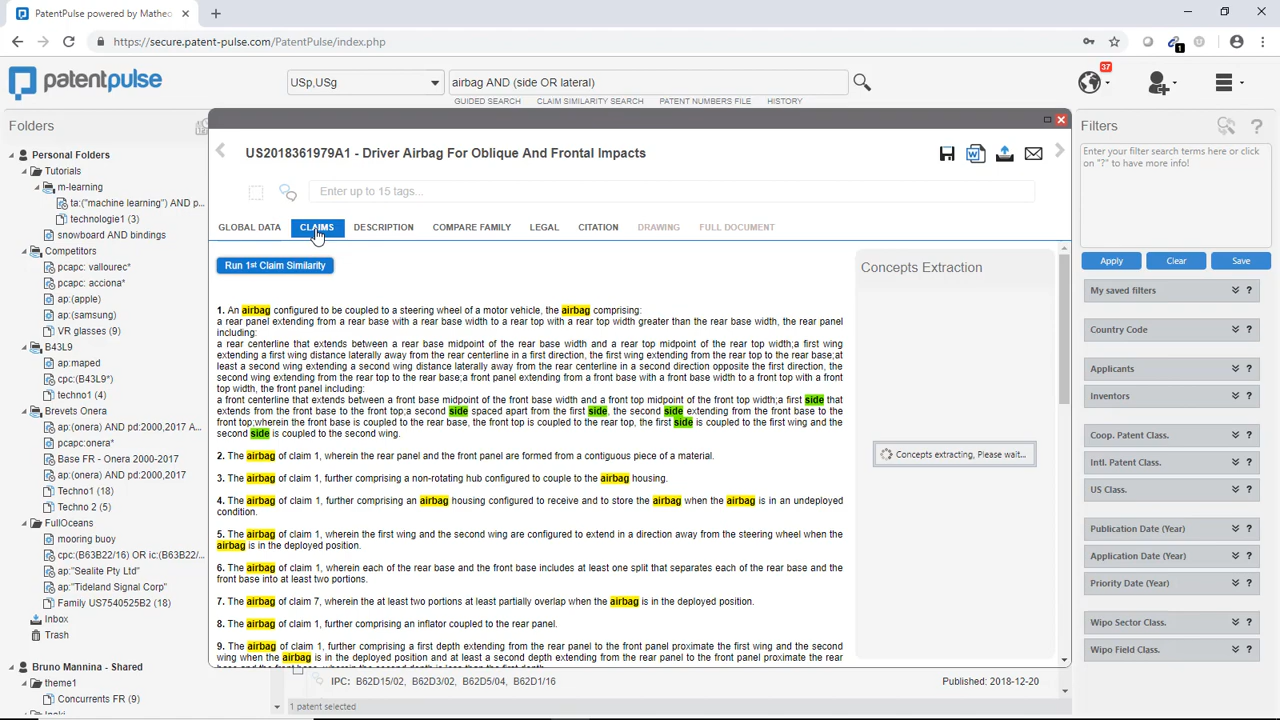 PatentPulse powered by Matheo
https://secure.patent-pulse.com/PatentPulse/index.php
1
patentpulse
USp,USg
airbag AND (side OR lateral)
GUIDED SEARCH
CLAIM SIMILARITY SEARCH
PATENT NUMBERS FILE
HISTORY
37
Folders
Personal Folders
Tutorials
m-learning
ta:("machine learning") AND p...
technologie1 (3)
snowboard AND bindings
Competitors
pcapc: vallourec*
pcapc: acciona*
ap:(apple)
ap:(samsung)
VR glasses (9)
B43L9
ap:maped
cpc:(B43L9*)
techno1 (4)
Brevets Onera
ap:(onera) AND pd:2000,2017 A...
pcapc:onera*
Base FR - Onera 2000-2017
ap:(onera) AND pd:2000,2017
Techno1 (18)
Techno 2 (5)
FullOceans
mooring buoy
cpc:(B63B22/16) OR ic:(B63B22/...
ap:"Sealite Pty Ltd"
ap:"Tideland Signal Corp"
Family US7540525B2 (18)
Inbox
Trash
Bruno Mannina - Shared
theme1
Concurrents FR (9)
US2018361979A1 - Driver Airbag For Oblique And Frontal Impacts
Enter up to 15 tags...
GLOBAL DATA
CLAIMS
DESCRIPTION
COMPARE FAMILY
LEGAL
CITATION
DRAWING
FULL DOCUMENT
Run 1st Claim Similarity
1. An airbag configured to be coupled to a steering wheel of a motor vehicle, the airbag comprising:
a rear panel extending from a rear base with a rear base width to a rear top with a rear top width greater than the rear base width, the rear panel
including:
a rear centerline that extends between a rear base midpoint of the rear base width and a rear top midpoint of the rear top width;a first wing
extending a first wing distance laterally away from the rear centerline in a first direction, the first wing extending from the rear top to the rear base;at
least a second wing extending a second wing distance laterally away from the rear centerline in a second direction opposite the first direction, the
second wing extending from the rear top to the rear base;a front panel extending from a front base with a front base width to a front top with a front
top width, the front panel including:
a front centerline that extends between a front base midpoint of the front base width and a front top midpoint of the front top width;a first side that
extends from the front base to the front top;a second side spaced apart from the first side, the second side extending from the front base to the
front top;wherein the front base is coupled to the rear base, the front top is coupled to the rear top, the first side is coupled to the first wing and the
second side is coupled to the second wing.
2. The airbag of claim 1, wherein the rear panel and the front panel are formed from a contiguous piece of a material.
3. The airbag of claim 1, further comprising a non-rotating hub configured to couple to the airbag housing.
4. The airbag of claim 1, further comprising an airbag housing configured to receive and to store the airbag when the airbag is in an undeployed
condition.
5. The airbag of claim 1, wherein the first wing and the second wing are configured to extend in a direction away from the steering wheel when the
airbag is in the deployed position.
6. The airbag of claim 1, wherein each of the rear base and the front base includes at least one split that separates each of the rear base and the
front base into at least two portions.
7. The airbag of claim 7, wherein the at least two portions at least partially overlap when the airbag is in the deployed position.
8. The airbag of claim 1, further comprising an inflator coupled to the rear panel.
9. The airbag of claim 1, further comprising a first depth extending from the rear panel to the front panel proximate the first wing and the second
wing when the airbag is in the deployed position and at least a second depth extending from the rear panel to the front panel proximate the rear
Concepts Extraction
Concepts extracting, Please wait...
IPC: B62D15/02, B62D3/02, B62D5/04, B62D1/16
Published: 2018-12-20
1 patent selected
Filters
?
Enter your filter search terms here or click
on "?" to have more info!
Apply
Clear
Save
My saved filters ?
Country Code ?
Applicants ?
Inventors ?
Coop. Patent Class. ?
Intl. Patent Class. ?
US Class. ?
Publication Date (Year) ?
Application Date (Year) ?
Priority Date (Year) ?
Wipo Sector Class. ?
Wipo Field Class. ?